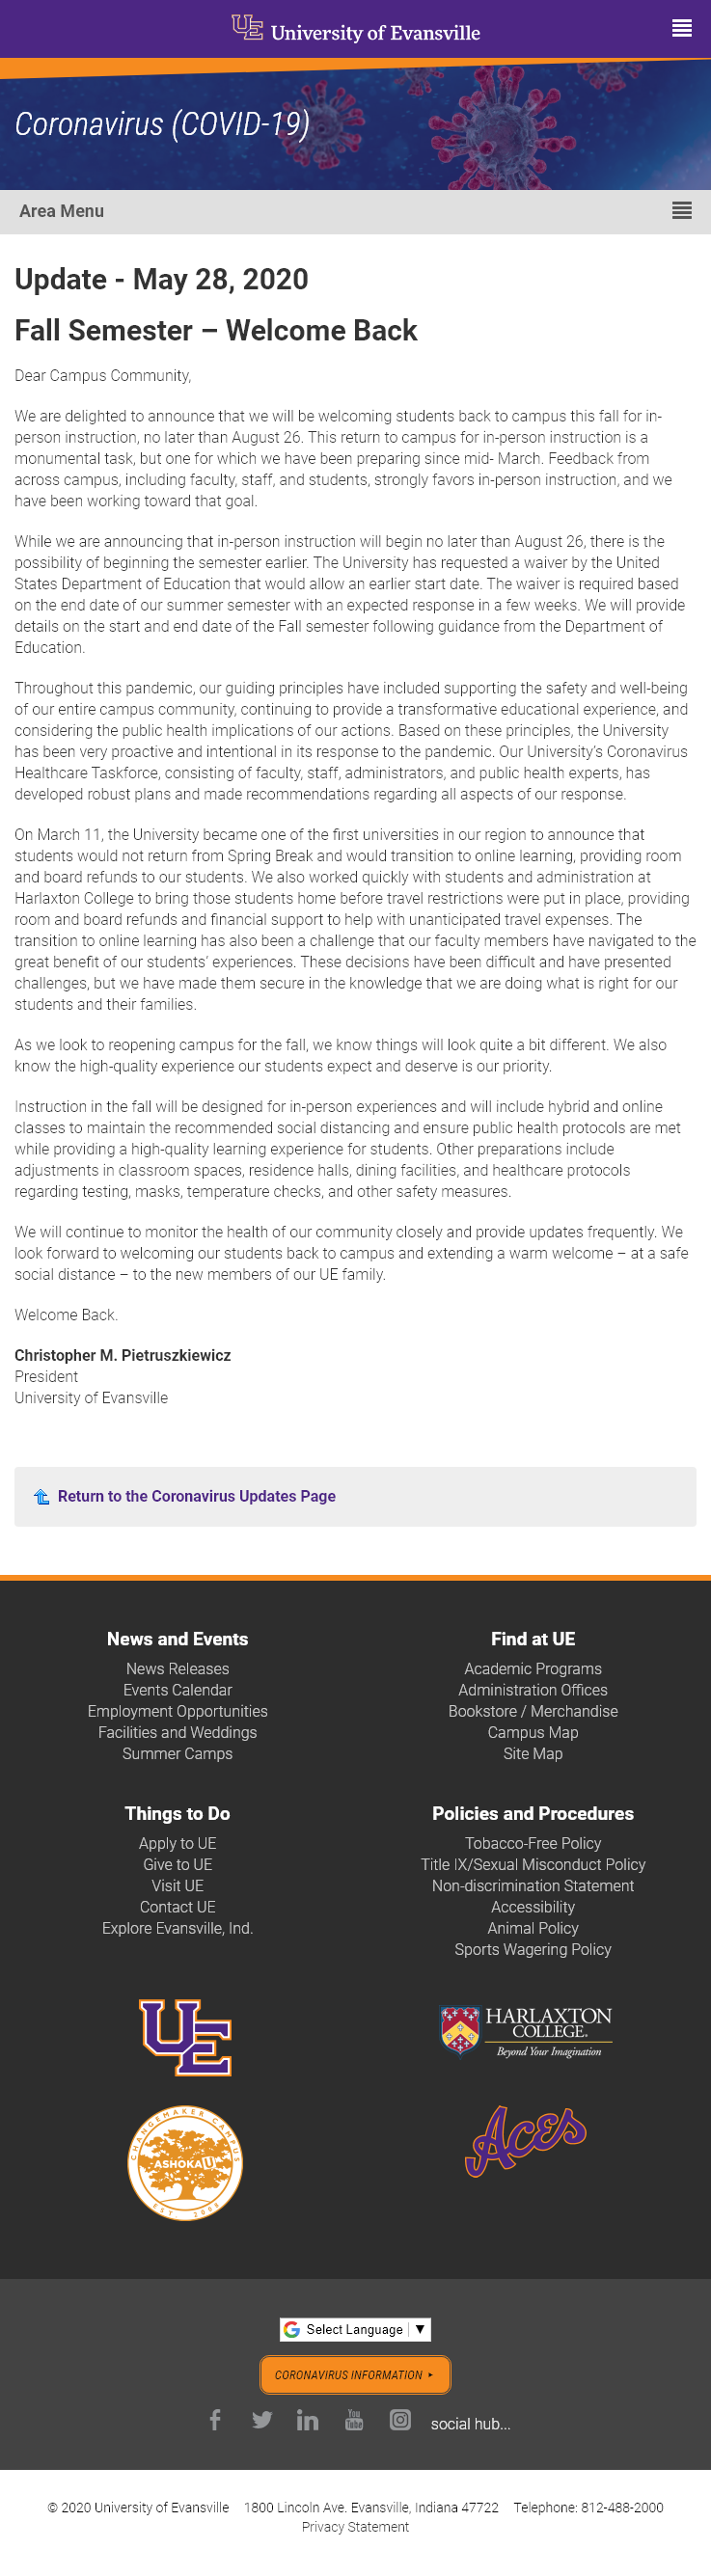 UE University of Evansville
Coronavirus (COVID-19)
Area Menu
Update - May 28, 2020
Fall Semester – Welcome Back
Dear Campus Community,
We are delighted to announce that we will be welcoming students back to campus this fall for in-
person instruction, no later than August 26. This return to campus for in-person instruction is a
monumental task, but one for which we have been preparing since mid- March. Feedback from
across campus, including faculty, staff, and students, strongly favors in-person instruction, and we
have been working toward that goal.
While we are announcing that in-person instruction will begin no later than August 26, there is the
possibility of beginning the semester earlier. The University has requested a waiver by the United
States Department of Education that would allow an earlier start date. The waiver is required based
on the end date of our summer semester with an expected response in a few weeks. We will provide
details on the start and end date of the Fall semester following guidance from the Department of
Education.
Throughout this pandemic, our guiding principles have included supporting the safety and well-being
of our entire campus community, continuing to provide a transformative educational experience, and
considering the public health implications of our actions. Based on these principles, the University
has been very proactive and intentional in its response to the pandemic. Our University’s Coronavirus
Healthcare Taskforce, consisting of faculty, staff, administrators, and public health experts, has
developed robust plans and made recommendations regarding all aspects of our response.
On March 11, the University became one of the first universities in our region to announce that
students would not return from Spring Break and would transition to online learning, providing room
and board refunds to our students. We also worked quickly with students and administration at
Harlaxton College to bring those students home before travel restrictions were put in place, providing
room and board refunds and financial support to help with unanticipated travel expenses. The
transition to online learning has also been a challenge that our faculty members have navigated to the
great benefit of our students’ experiences. These decisions have been difficult and have presented
challenges, but we have made them secure in the knowledge that we are doing what is right for our
students and their families.
As we look to reopening campus for the fall, we know things will look quite a bit different. We also
know the high-quality experience our students expect and deserve is our priority.
Instruction in the fall will be designed for in-person experiences and will include hybrid and online
classes to maintain the recommended social distancing and ensure public health protocols are met
while providing a high-quality learning experience for students. Other preparations include
adjustments in classroom spaces, residence halls, dining facilities, and healthcare protocols
regarding testing, masks, temperature checks, and other safety measures.
We will continue to monitor the health of our community closely and provide updates frequently. We
look forward to welcoming our students back to campus and extending a warm welcome – at a safe
social distance – to the new members of our UE family.
Welcome Back.
Christopher M. Pietruszkiewicz
President
University of Evansville
Return to the Coronavirus Updates Page
News and Events
News Releases
Events Calendar
Employment Opportunities
Facilities and Weddings
Summer Camps
Find at UE
Academic Programs
Administration Offices
Bookstore / Merchandise
Campus Map
Site Map
Things to Do
Apply to UE
Give to UE
Visit UE
Contact UE
Explore Evansville, Ind.
Policies and Procedures
Tobacco-Free Policy
Title IX/Sexual Misconduct Policy
Non-discrimination Statement
Accessibility
Animal Policy
Sports Wagering Policy
UE
HARLAXTON
COLLEGE
Beyond Your Imagination
CHANGEMAKER CAMPUS
ASHOKA U
EST. 2009
Aces
Select Language ▼
CORONAVIRUS INFORMATION ►
You Tube
social hub...
© 2020 University of Evansville 1800 Lincoln Ave. Evansville, Indiana 47722 Telephone: 812-488-2000
Privacy Statement